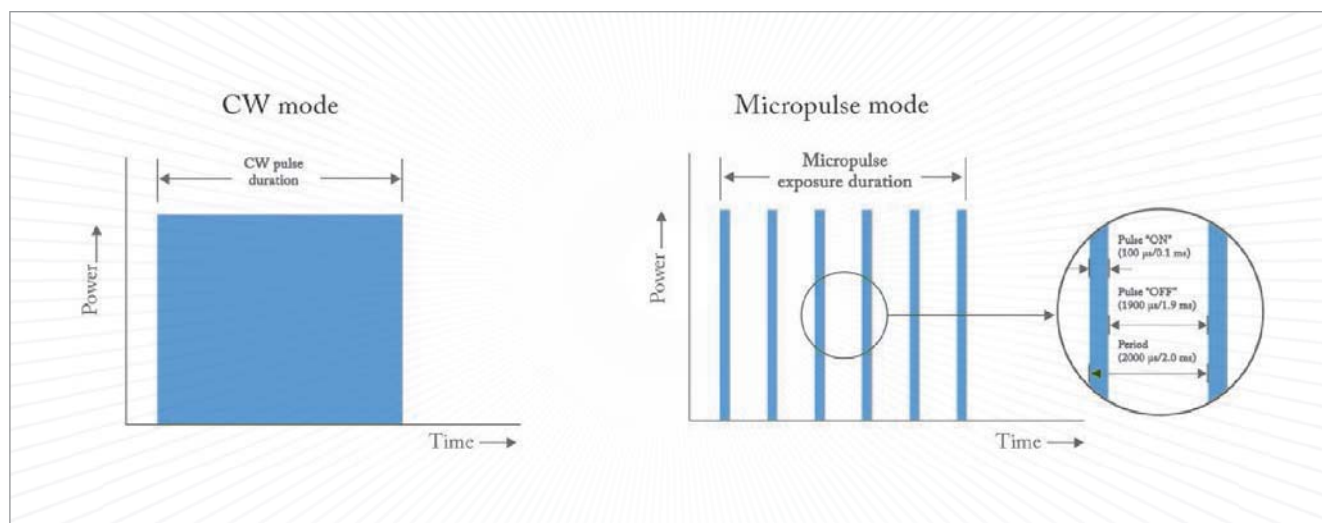 CW mode
CW pulse
duration
Power
Time
Micropulse mode
Micropulse
exposure duration
Power
Time
Pulse "ON"
(100 µs/0.1 ms)
Pulse "OFF"
(1900 µs/1.9 ms)
Period
(2000 µs/2.0 ms)